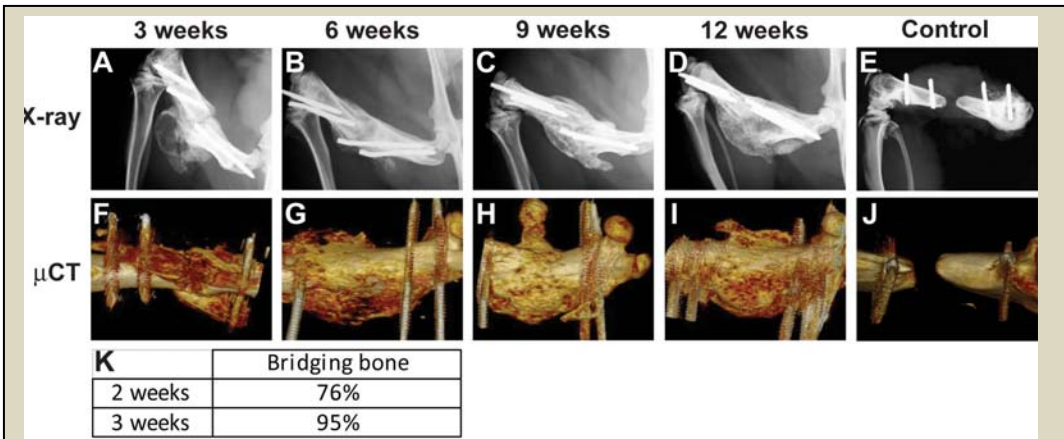 3 weeks 6 weeks 9 weeks 12 weeks Control
A B C D E
X-ray
F G H I J
μCT
K Bridging bone
2 weeks 76%
3 weeks 95%